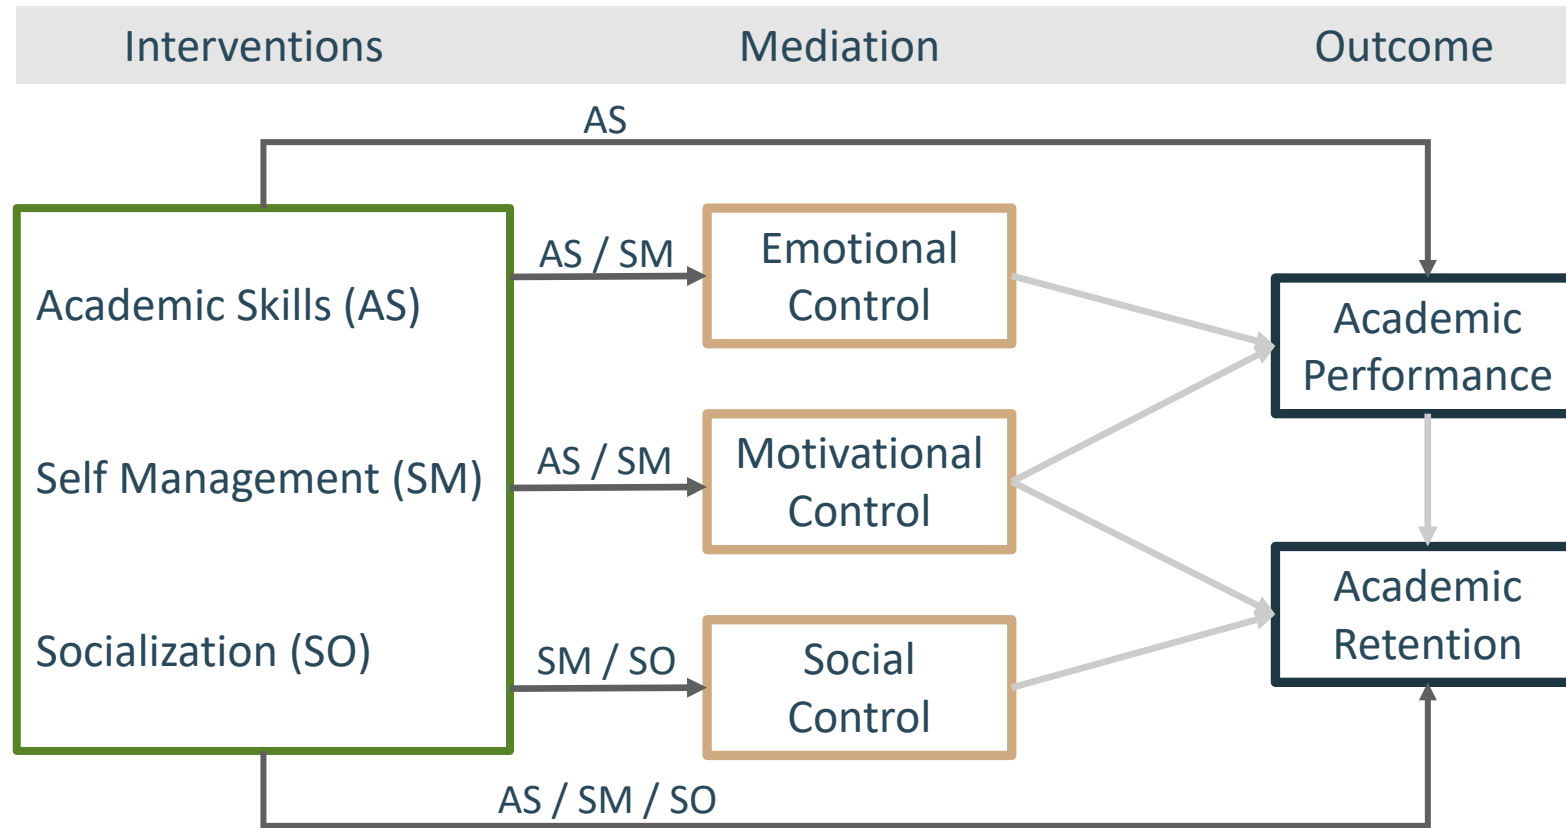 Interventions
Mediation
Outcome
AS
Academic Skills (AS)
Self Management (SM)
Socialization (SO)
AS / SM
AS / SM
SM / SO
Emotional
Control
Motivational
Control
Social
Control
Academic
Performance
Academic
Retention
AS / SM / SO